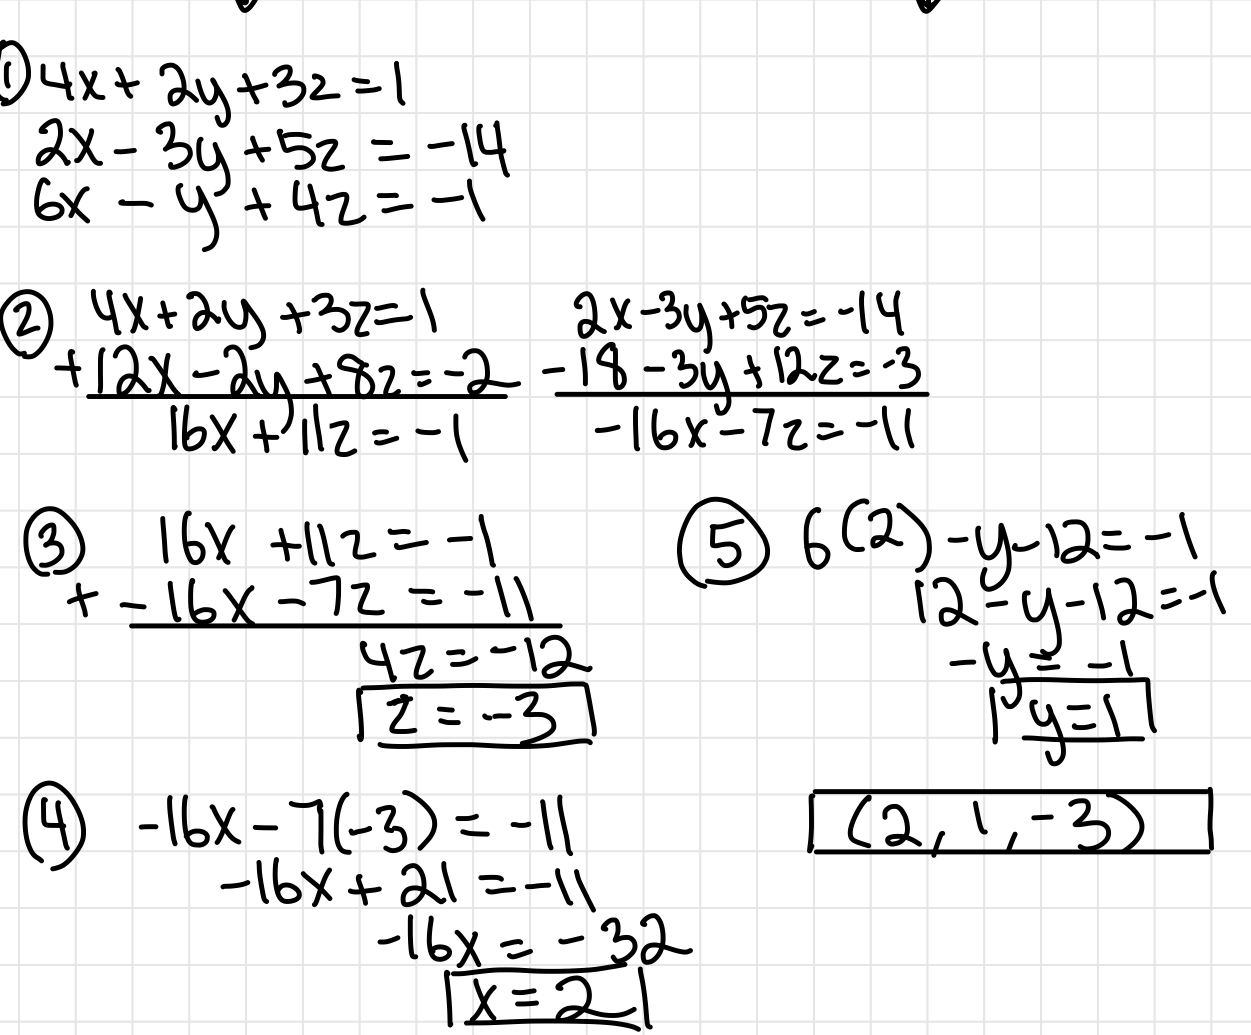 ① 4x + 2y + 3z = 1
2x - 3y + 5z = -14
6x - y + 4z = -1
② 4x + 2y + 3z = 1
+ 12x - 2y + 8z = -2
16x + 11z = -1
2x - 3y + 5z = -14
- 18 - 3y + 12z = -3
-16x - 7z = -11
③ 16x + 11z = -1
+ -16x - 7z = -11
4z = -12
z = -3
④ -16x - 7(-3) = -11
-16x + 21 = -11
-16x = -32
x = 2
⑤ 6(2) - y - 12 = -1
12 - y - 12 = -1
-y = -1
y = 1
(2, 1, -3)